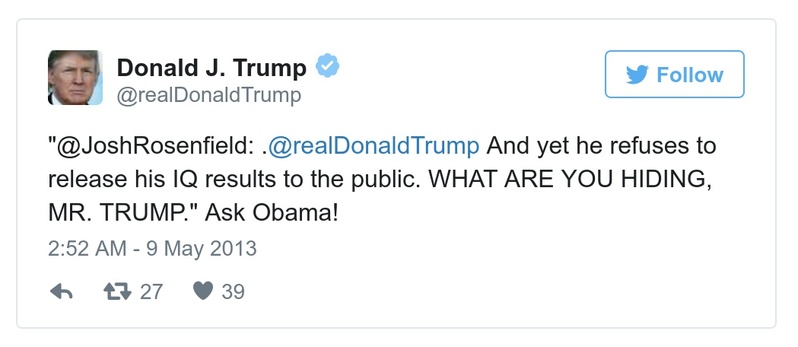 Donald J. Trump
@realDonaldTrump
Follow
"@JoshRosenfield: .@realDonaldTrump And yet he refuses to
release his IQ results to the public. WHAT ARE YOU HIDING,
MR. TRUMP." Ask Obama!
2:52 AM - 9 May 2013
27 39